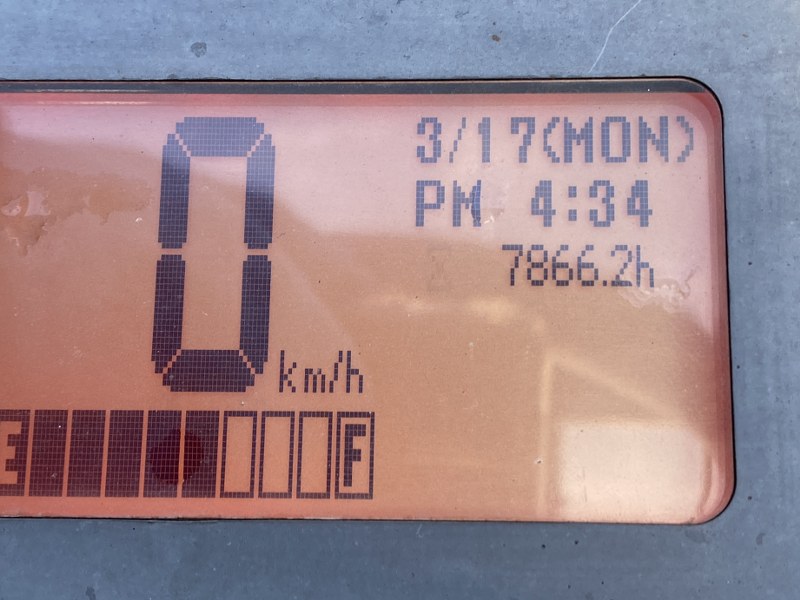 3/17(MON)
PM 4:34
7866.2h
0 km/h
E F